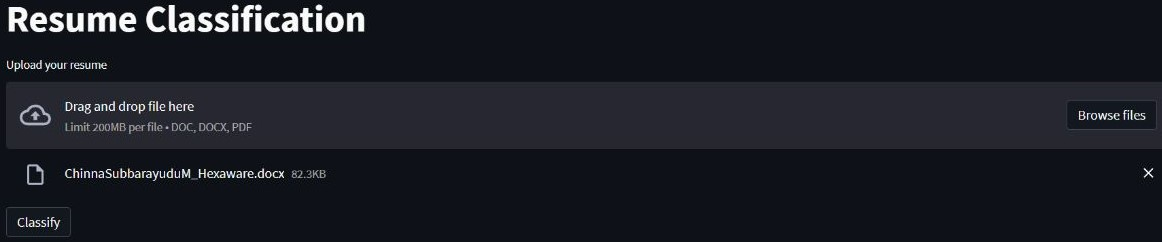 Resume Classification
Upload your resume
Drag and drop file here
Limit 200MB per file • DOC, DOCX, PDF
Browse files
ChinnaSubbarayuduM_Hexaware.docx 82.3KB
Classify